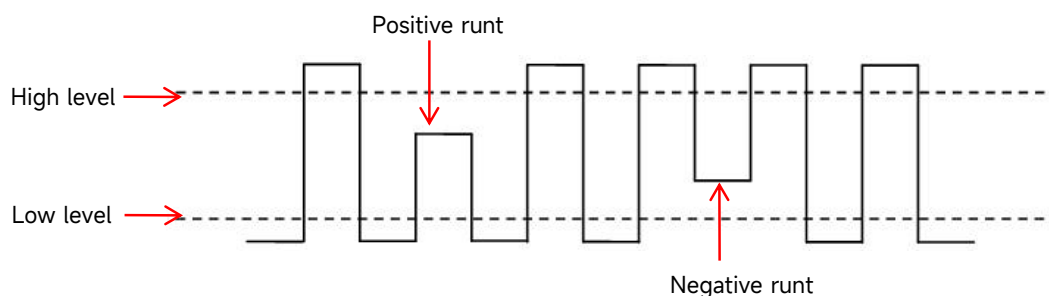 Positive runt
High level
Low level
Negative runt